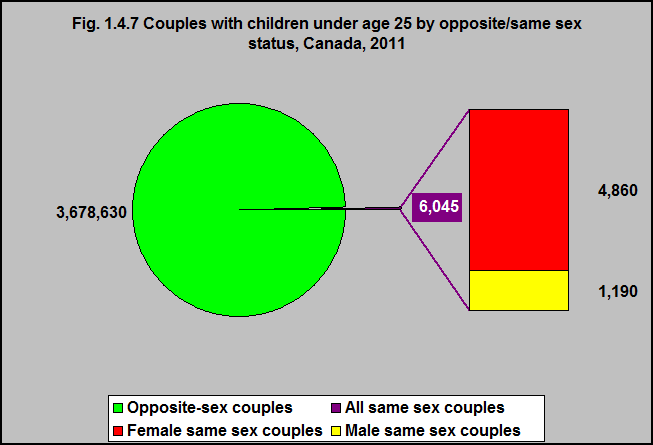 Fig. 1.4.7 Couples with children under age 25 by opposite/same sex
status, Canada, 2011
3,678,630
6,045
4,860
1,190
Opposite-sex couples
All same sex couples
Female same sex couples
Male same sex couples